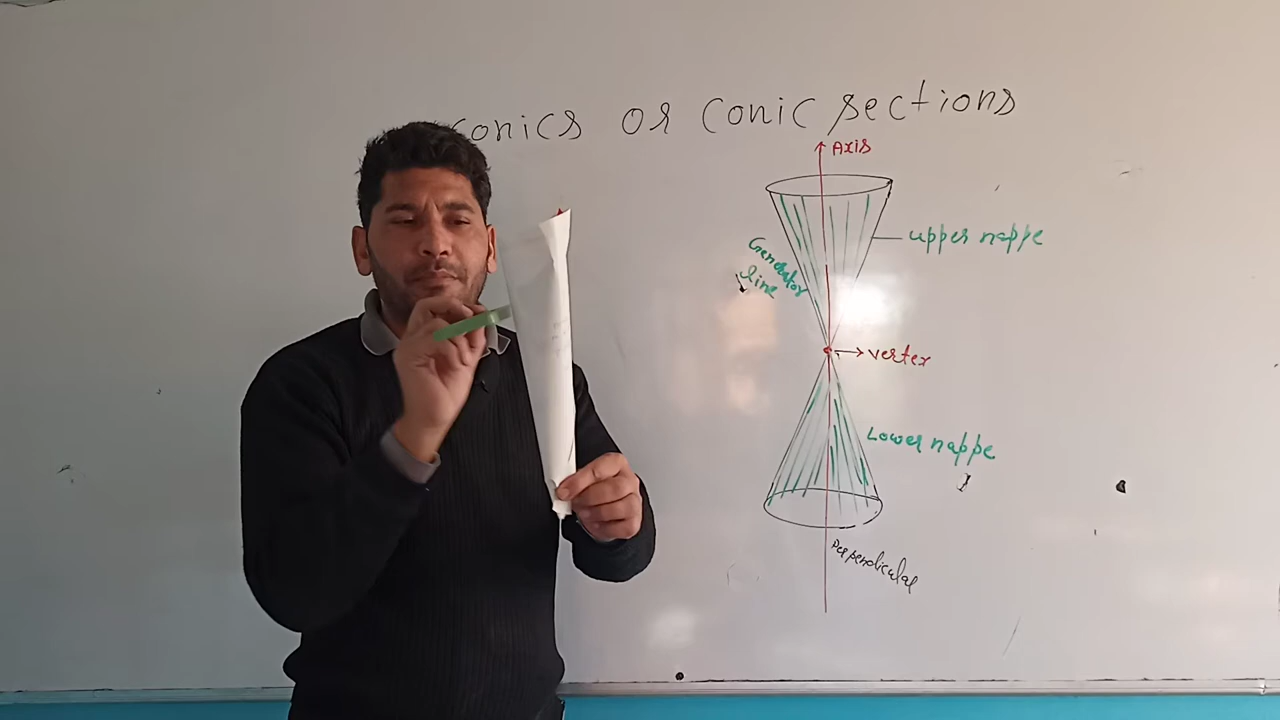 conics or conic sections
Axis
upper nappe
Generator
line
vertex
Lower nappe
Perpendicular